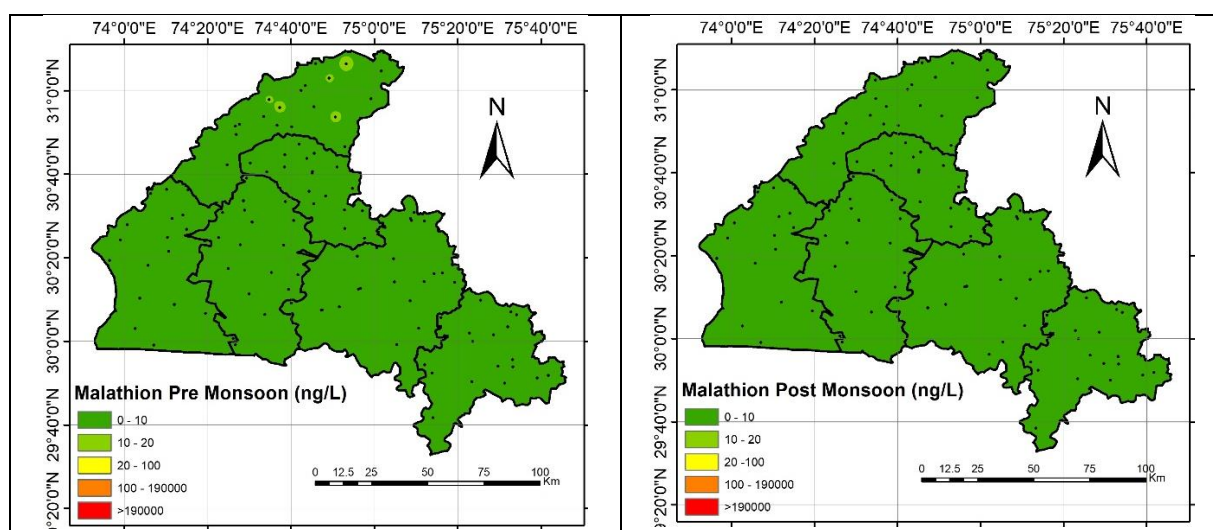 74°0'0"E 74°20'0"E 74°40'0"E 75°0'0"E 75°20'0"E 75°40'0"E
31°0'0"N
30°40'0"N
30°20'0"N
30°0'0"N
29°40'0"N
N
Malathion Pre Monsoon (ng/L)
0 - 10
10 - 20
20 - 100
100 - 190000
>190000
0 12.5 25 50 75 100
Km
74°0'0"E 74°20'0"E 74°40'0"E 75°0'0"E 75°20'0"E 75°40'0"E
31°0'0"N
30°40'0"N
30°20'0"N
30°0'0"N
29°40'0"N
N
Malathion Post Monsoon (ng/L)
0 - 10
10 - 20
20 -100
100 - 190000
>190000
0 12.5 25 50 75 100
Km